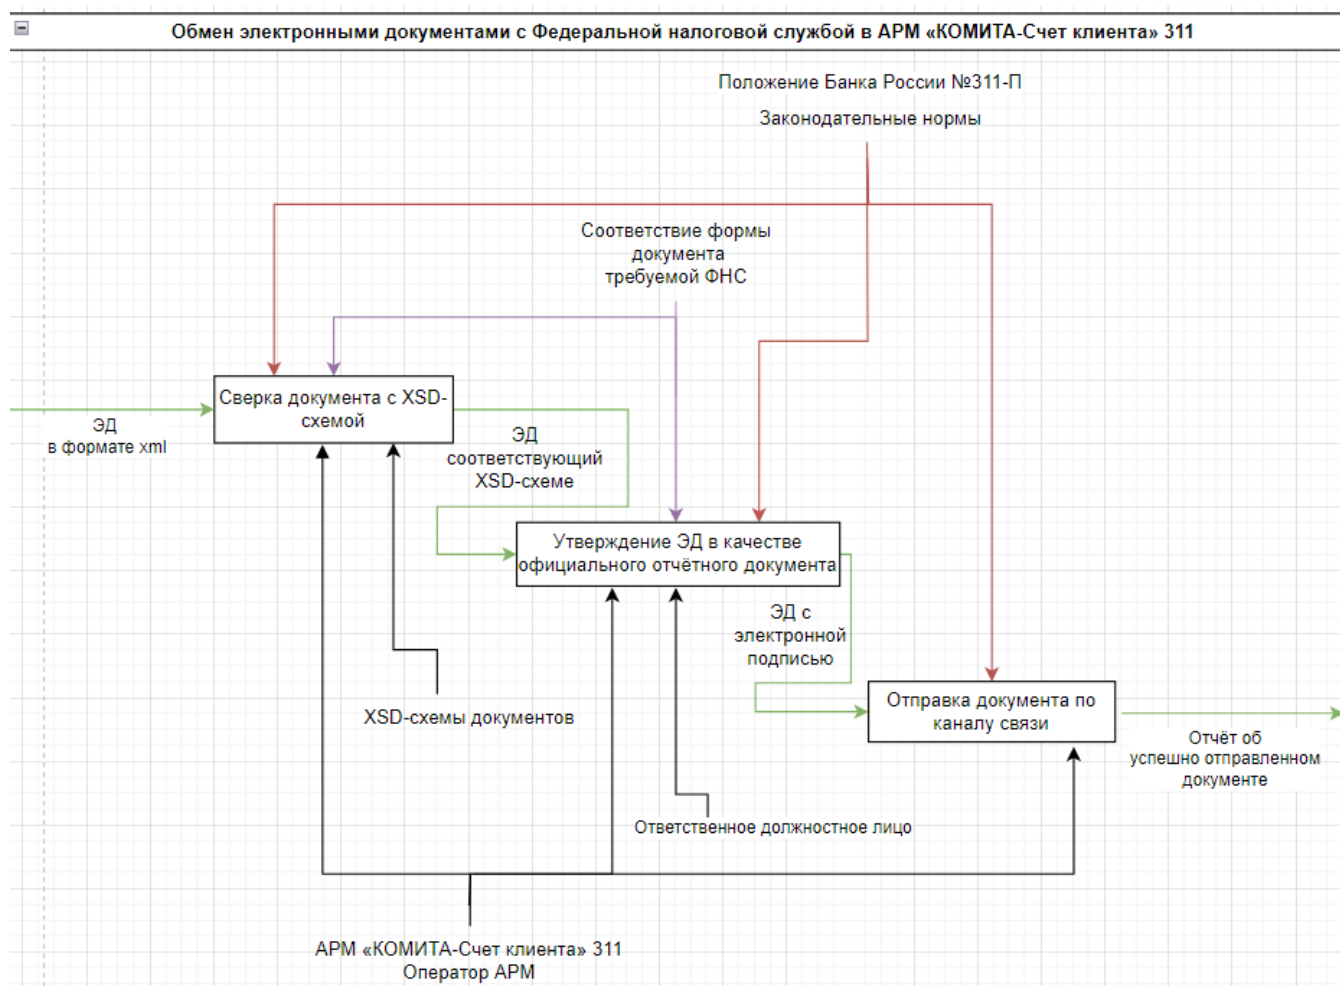 Обмен электронными документами с Федеральной налоговой службой в АРМ «КОМИТА-Счет клиента» 311
Положение Банка России №311-П
Законодательные нормы
Соответствие формы
документа
требуемой ФНС
Сверка документа с XSD-
схемой
ЭД
в формате xml
ЭД
соответствующий
XSD-схеме
Утверждение ЭД в качестве
официального отчётного документа
ЭД с
электронной
подписью
XSD-схемы документов
Отправка документа по
каналу связи
Отчёт об
успешно отправленном
документе
Ответственное должностное лицо
АРМ «КОМИТА-Счет клиента» 311
Оператор АРМ